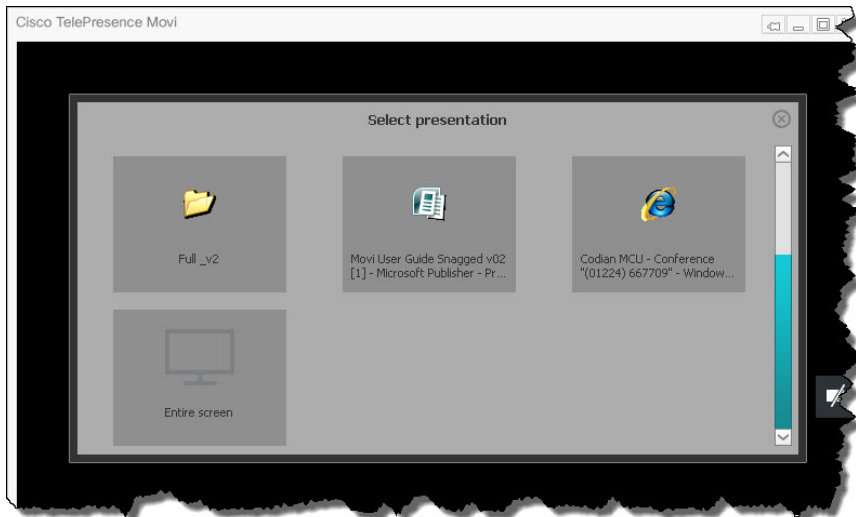 Cisco TelePresence Movi
Select presentation
Full _v2
Movi User Guide Snagged v02
[1] - Microsoft Publisher - Pr...
Codian MCU - Conference
"(01224) 667709" - Window...
Entire screen